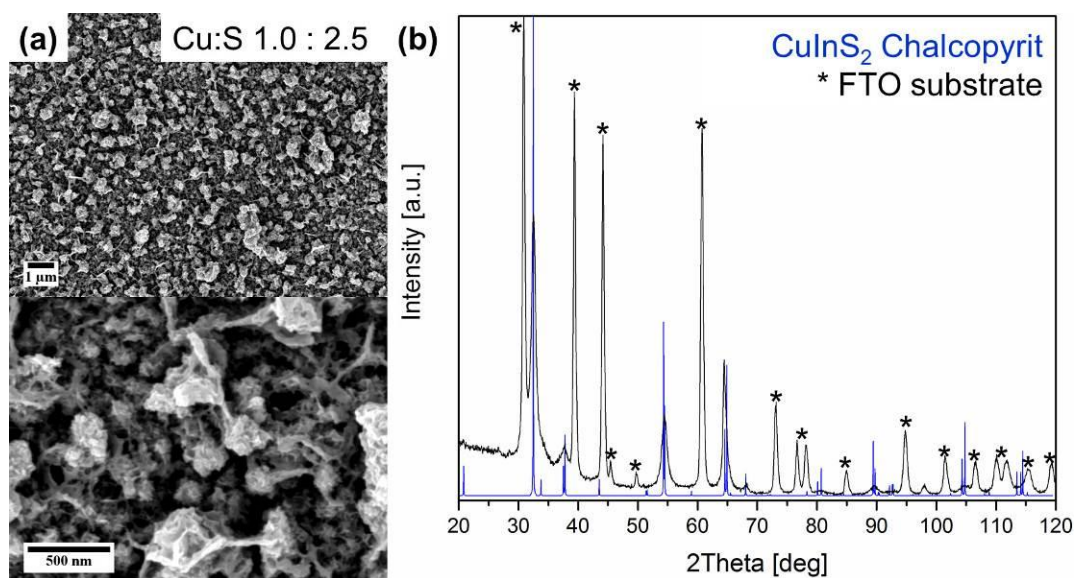 (a) Cu:S 1.0 : 2.5
1 µm
500 nm
(b)
CuInS₂ Chalcopyrit
* FTO substrate
Intensity [a.u.]
* * * * * * * * * * * * * * * *
20 30 40 50 60 70 80 90 100 110 120
2Theta [deg]